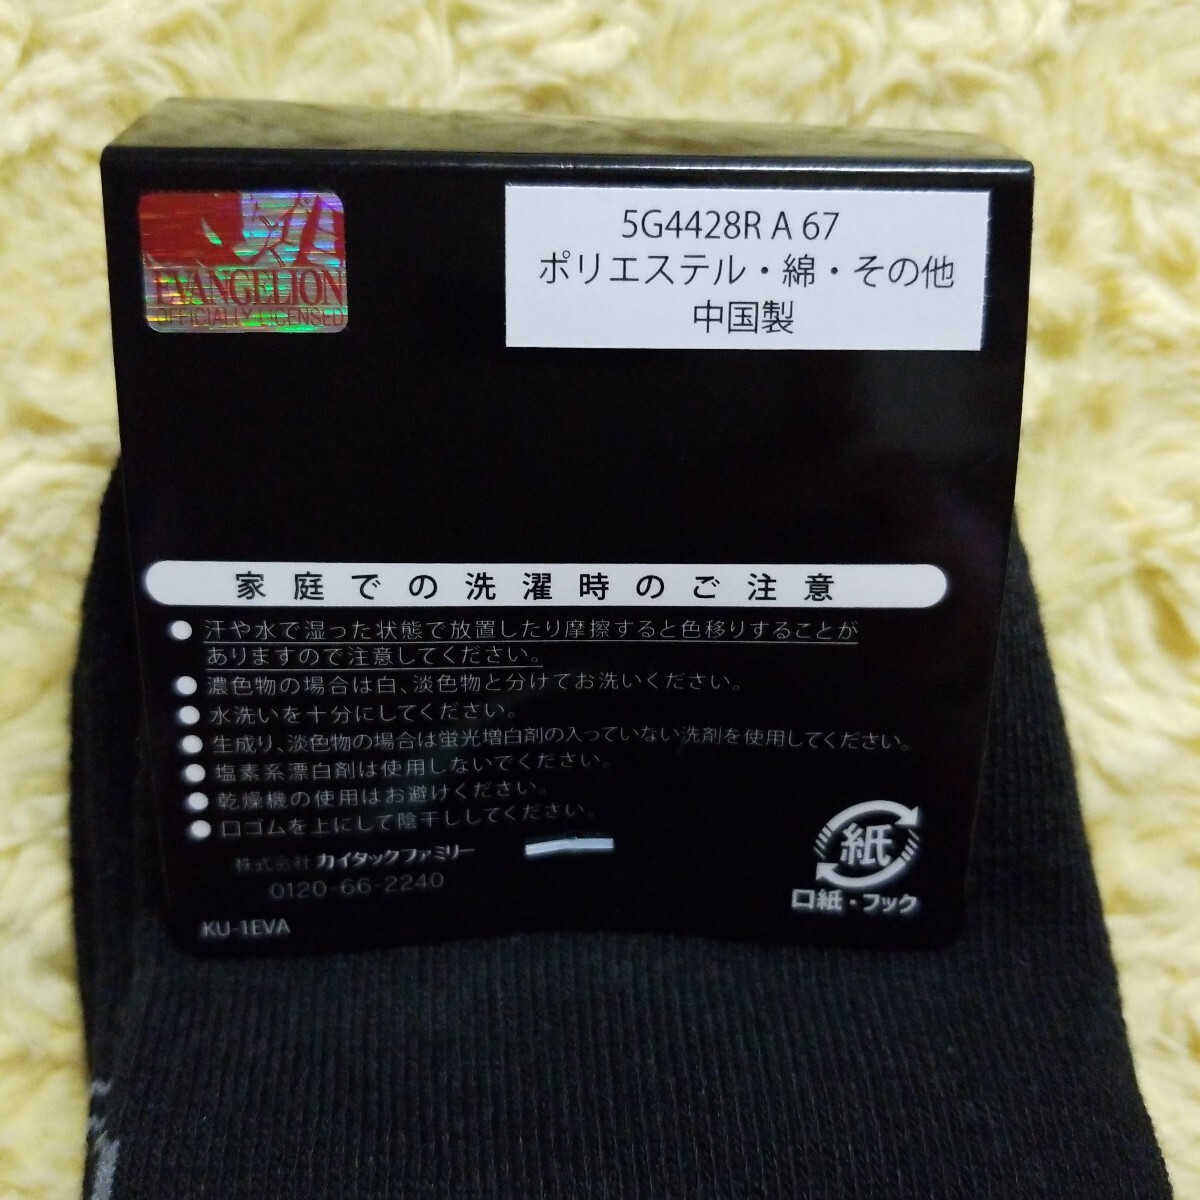 EVANGELION
OFFICIALLY LICENSED
5G4428R A 67
ポリエステル・綿・その他
中国製
家庭での洗濯時のご注意
● 汗や水で湿った状態で放置したり摩擦すると色移りすることが
ありますので注意してください。
● 濃色物の場合は白、淡色物と分けてお洗いください。
● 水洗いを十分にしてください。
● 生成り、淡色物の場合は蛍光増白剤の入っていない洗剤を使用してください。
● 塩素系漂白剤は使用しないでください。
● 乾燥機の使用はお避けください。
● 口ゴムを上にして陰干ししてください。
株式会社 カイタックファミリー
0120-66-2240
KU-1EVA
紙
口紙・フック